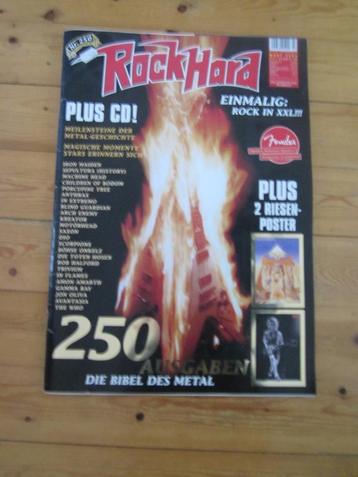 Nr. 250
RockHard
EINMALIG:
ROCK IN XXL!!!
PLUS CD!
MEILENSTEINE DER
METAL-GESCHICHTE
MAGISCHE MOMENTE
STARS ERINNERN SICH
Fender
IRON MAIDEN
SEPULTURA (HISTORY)
MACHINE HEAD
CHILDREN OF BODOM
PORCUPINE TREE
ANTHRAX
IN EXTREMO
BLIND GUARDIAN
ARCH ENEMY
KREATOR
MOTÖRHEAD
SAXON
DIO
SCORPIONS
BÖHSE ONKELZ
DIE TOTEN HOSEN
ROB HALFORD
TRIVIUM
IN FLAMES
AMON AMARTH
GAMMA RAY
JON OLIVA
AVANTASIA
THE WHO
PLUS
2 RIESEN-
POSTER
250
AUSGABEN
DIE BIBEL DES METAL